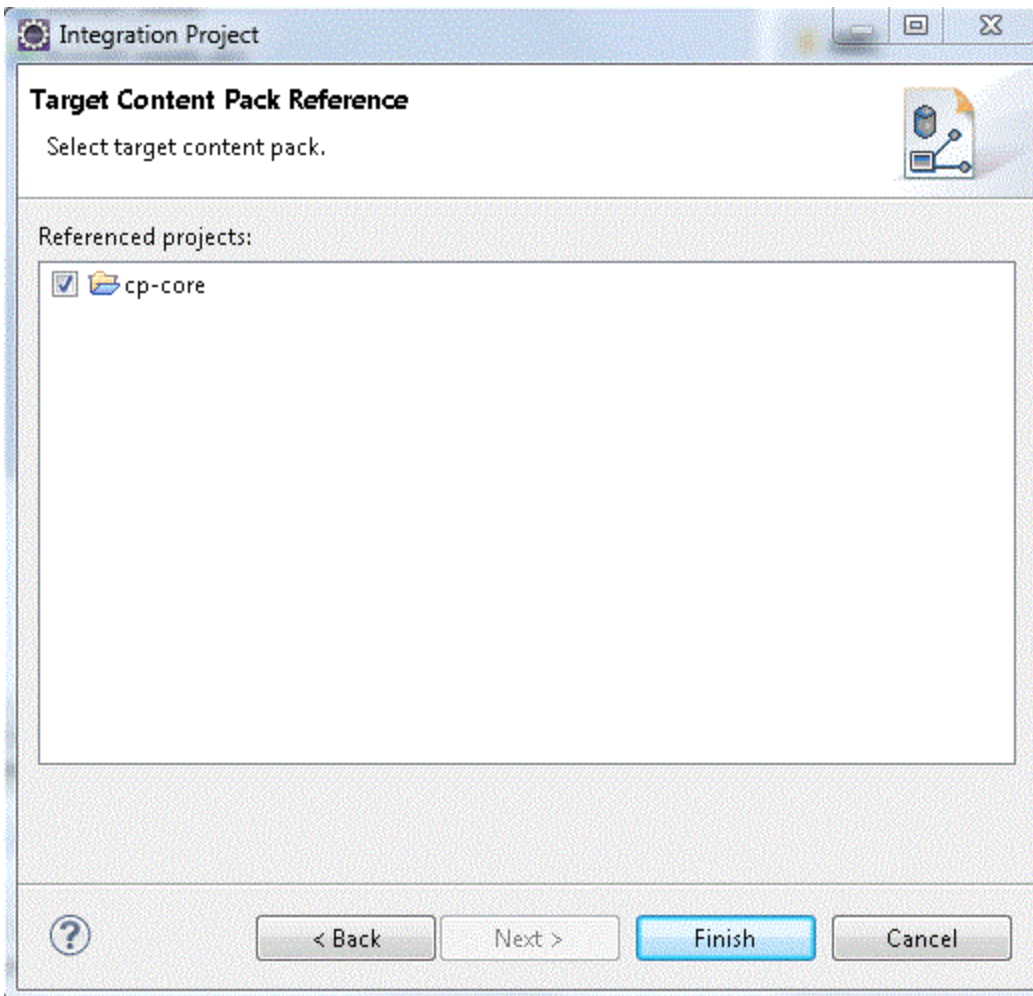 Integration Project
Target Content Pack Reference
Select target content pack.
Referenced projects:
cp-core
?
< Back
Next >
Finish
Cancel